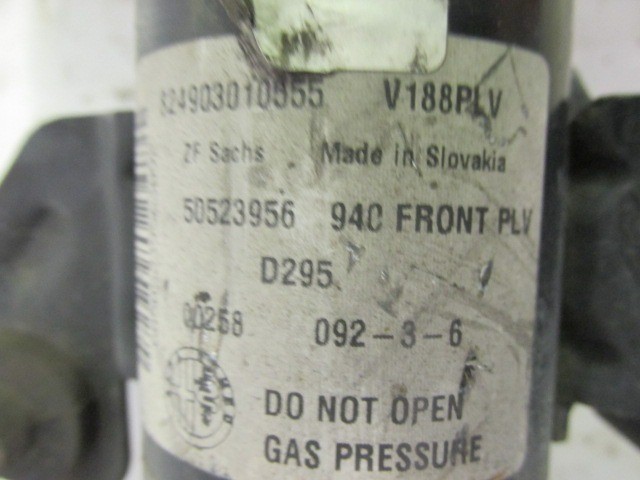 824903010355 V188PLV
ZF Sachs Made in Slovakia
50523956 940 FRONT PLV
D295
00258 092-3-6
DO NOT OPEN
GAS PRESSURE